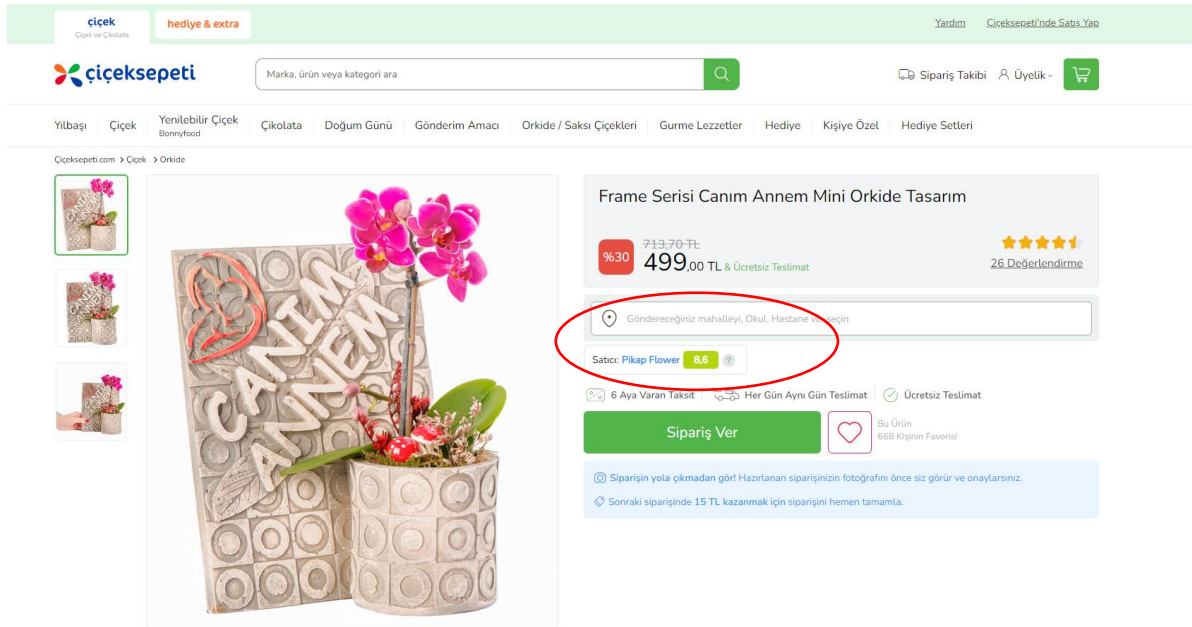 çiçek
Çiçek ve Çikolata
hediye & extra
Yardım
Çiçeksepeti'nde Satış Yap
çiçeksepeti
Marka, ürün veya kategori ara
Sipariş Takibi
Üyelik
Yılbaşı
Çiçek
Yenilebilir Çiçek
Bonnyfood
Çikolata
Doğum Günü
Gönderim Amacı
Orkide / Saksı Çiçekleri
Gurme Lezzetler
Hediye
Kişiye Özel
Hediye Setleri
Çiçeksepeti.com > Çiçek > Orkide
CANIM
ANNEM
Frame Serisi Canım Annem Mini Orkide Tasarım
%30
713,70 TL
499,00 TL & Ücretsiz Teslimat
26 Değerlendirme
Göndereceğiniz mahalleyi, Okul, Hastane vb. seçin
Satıcı: Pikap Flower 8,6 ?
6 Aya Varan Taksit
Her Gün Aynı Gün Teslimat
Ücretsiz Teslimat
Sipariş Ver
Bu Ürün
668 Kişinin Favorisi
Siparişin yola çıkmadan gör! Hazırlanan siparişinizin fotoğrafını önce siz görür ve onaylarsınız.
Sonraki siparişinde 15 TL kazanmak için siparişini hemen tamamla.